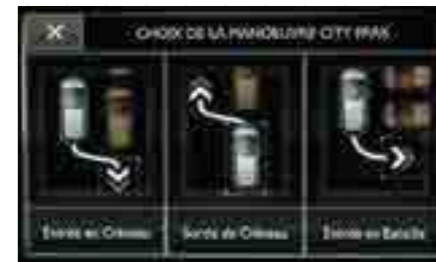 CHOIX DE LA MANOEUVRE CITY PARK
Entrée en Créneau
Sortie de Créneau
Entrée en Bataille